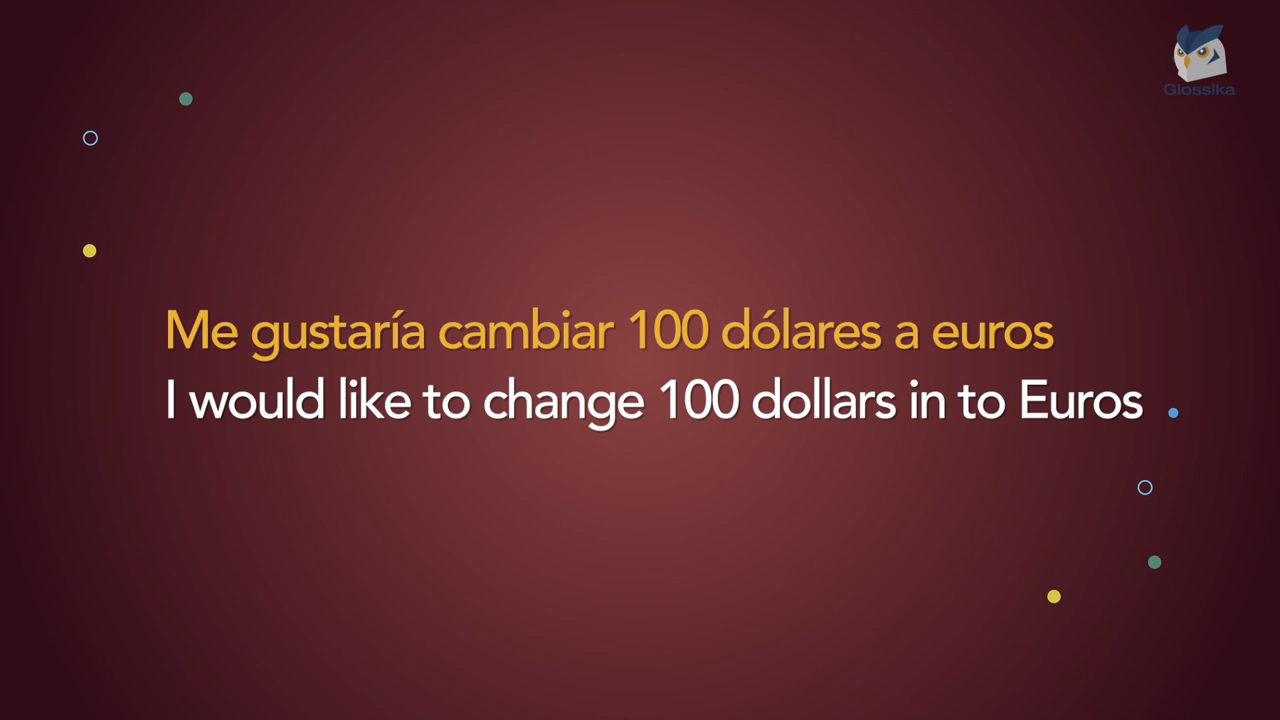 Glossika
Me gustaría cambiar 100 dólares a euros
I would like to change 100 dollars in to Euros